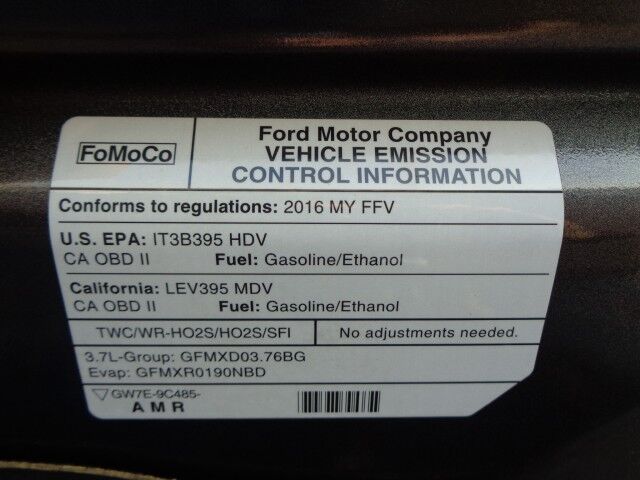 FoMoCo
Ford Motor Company
VEHICLE EMISSION
CONTROL INFORMATION
Conforms to regulations: 2016 MY FFV
U.S. EPA: IT3B395 HDV
CA OBD II Fuel: Gasoline/Ethanol
California: LEV395 MDV
CA OBD II Fuel: Gasoline/Ethanol
TWC/WR-HO2S/HO2S/SFI No adjustments needed.
3.7L-Group: GFMXD03.76BG
Evap: GFMXR0190NBD
GW7E-9C485-
AMR